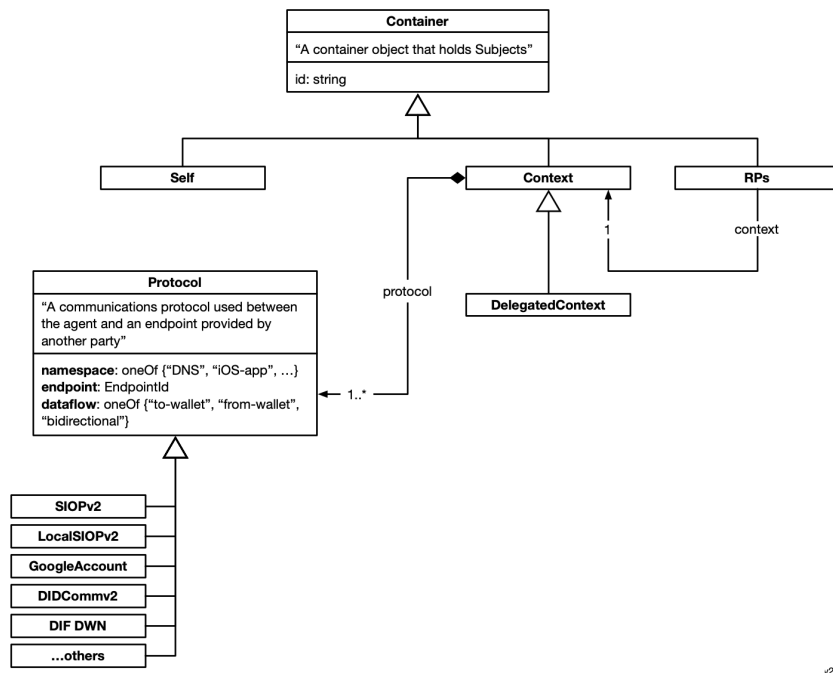 Container
“A container object that holds Subjects”
id: string
Self
Context
RPs
1
context
protocol
DelegatedContext
Protocol
“A communications protocol used between
the agent and an endpoint provided by
another party”
namespace: oneOf {“DNS”, “iOS-app”, …}
endpoint: EndpointId
dataflow: oneOf {“to-wallet”, “from-wallet”,
“bidirectional”}
1..*
SIOPv2
LocalSIOPv2
GoogleAccount
DIDCommv2
DIF DWN
…others